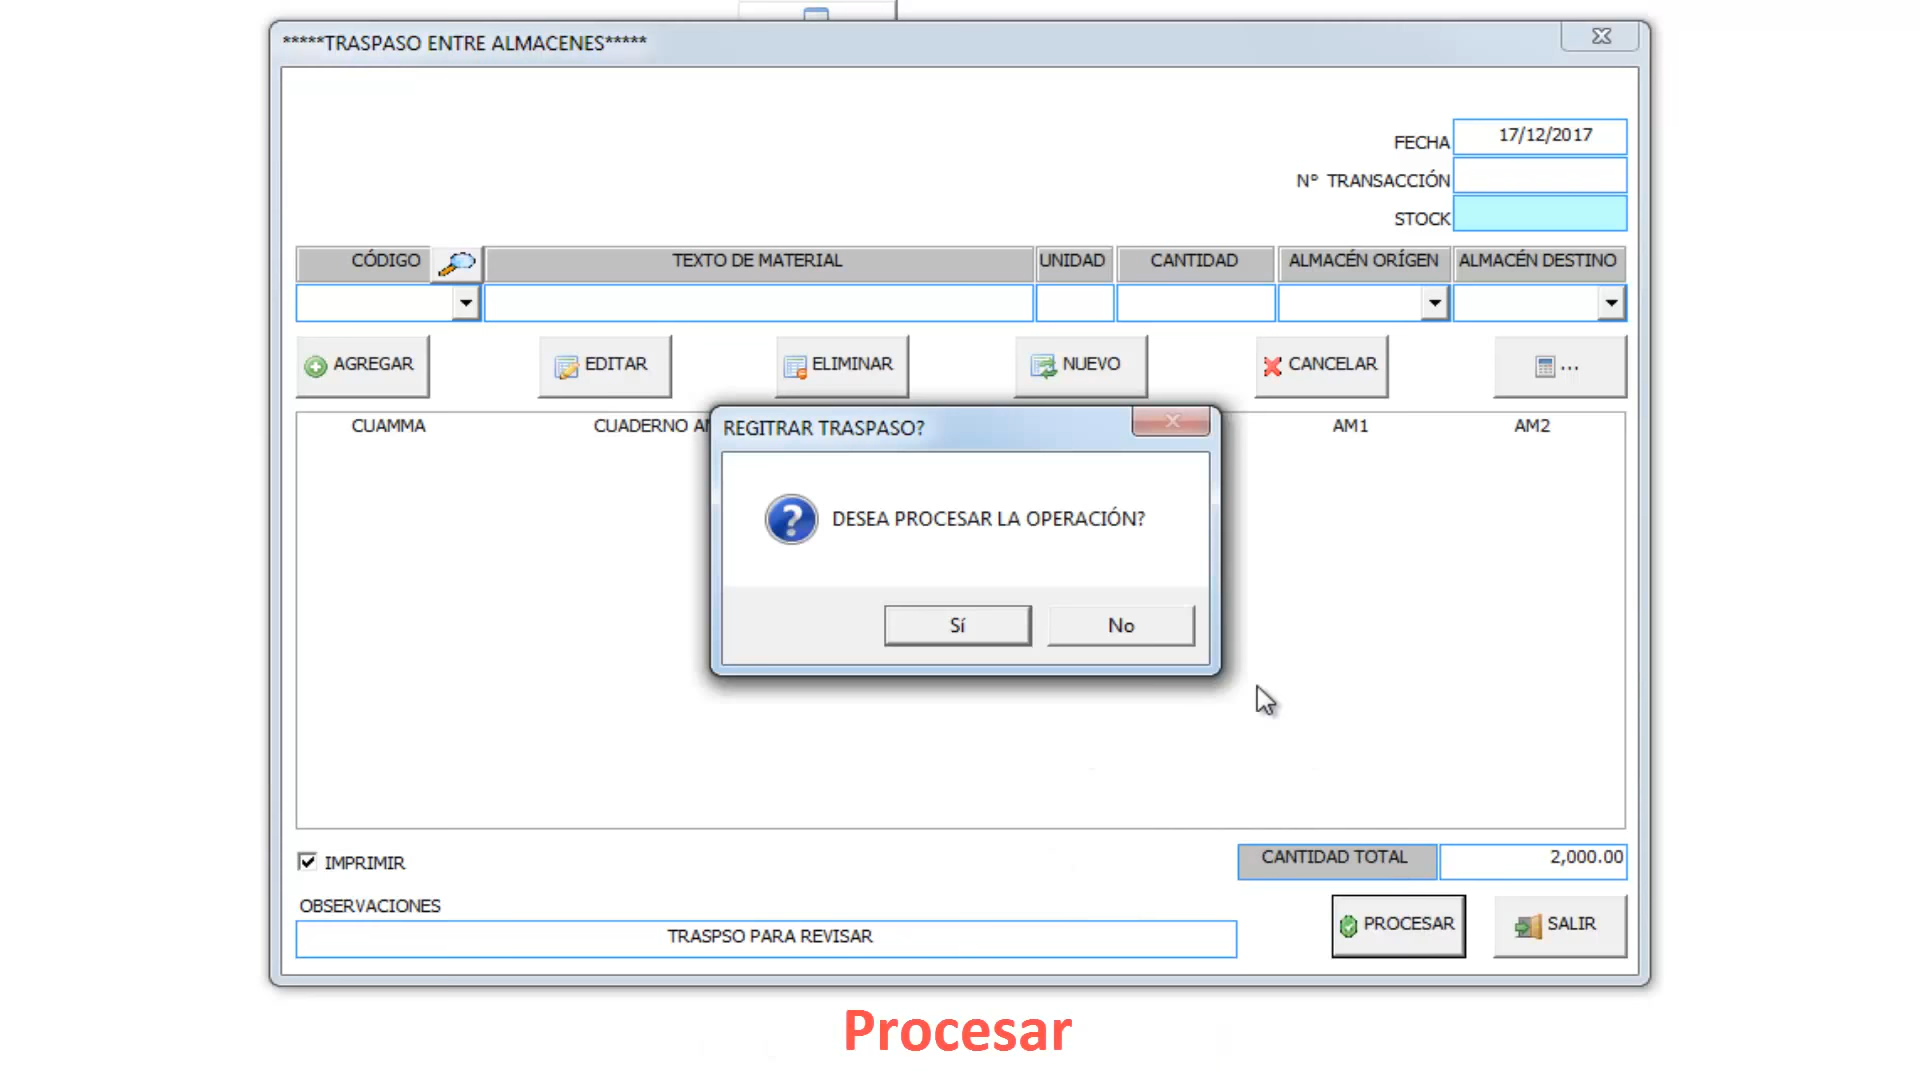 *****TRASPASO ENTRE ALMACENES*****
FECHA 17/12/2017
Nº TRANSACCIÓN
STOCK
CÓDIGO TEXTO DE MATERIAL UNIDAD CANTIDAD ALMACÉN ORÍGEN ALMACÉN DESTINO
AGREGAR EDITAR ELIMINAR NUEVO CANCELAR ...
CUAMMA CUADERNO AM1 AM2
REGITRAR TRASPASO?
DESEA PROCESAR LA OPERACIÓN?
Sí No
IMPRIMIR CANTIDAD TOTAL 2,000.00
OBSERVACIONES
TRASPSO PARA REVISAR PROCESAR SALIR
Procesar